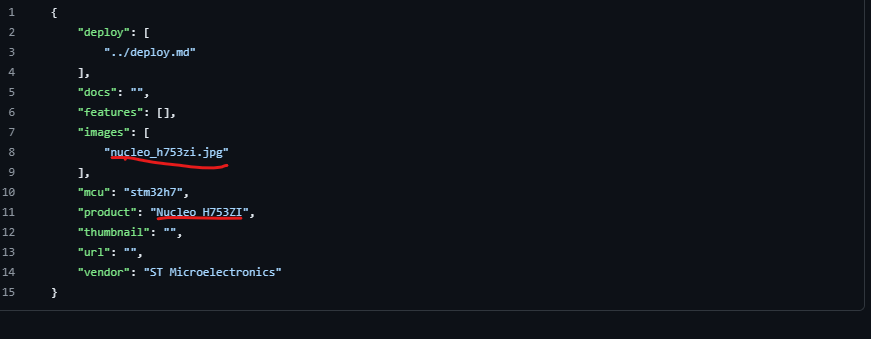 1 {
2 "deploy": [
3 "../deploy.md"
4 ],
5 "docs": "",
6 "features": [],
7 "images": [
8 "nucleo_h753zi.jpg"
9 ],
10 "mcu": "stm32h7",
11 "product": "Nucleo H753ZI",
12 "thumbnail": "",
13 "url": "",
14 "vendor": "ST Microelectronics"
15 }